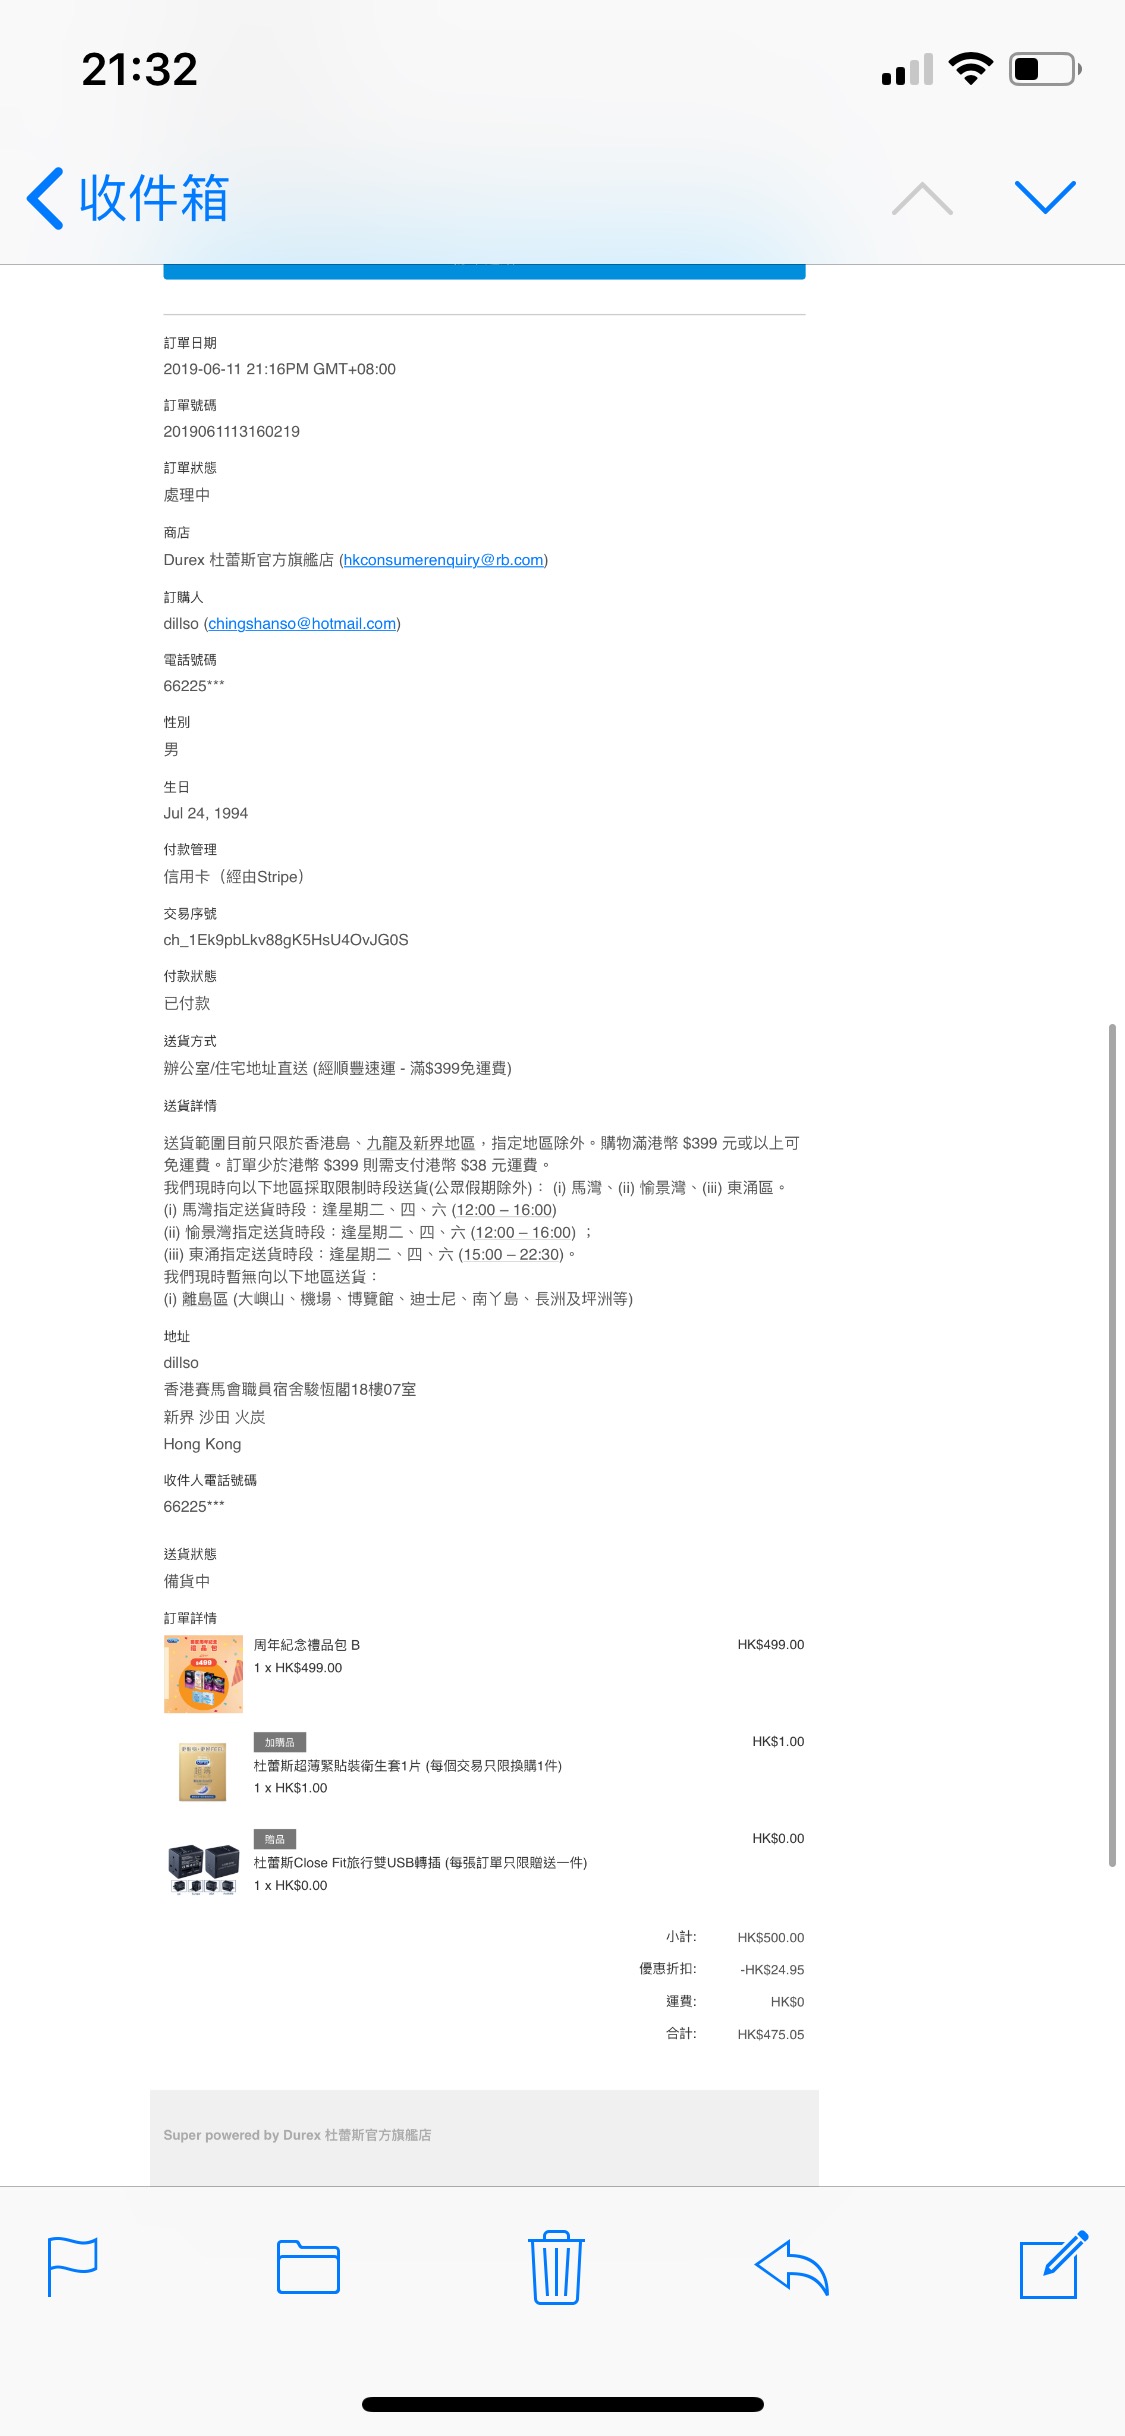 21:32
收件箱
訂單日期
2019-06-11 21:16PM GMT+08:00
訂單號碼
2019061113160219
訂單狀態
處理中
商店
Durex 杜蕾斯官方旗艦店 (hkconsumerenquiry@rb.com)
訂購人
dillso (chingshanso@hotmail.com)
電話號碼
66225***
性別
男
生日
Jul 24, 1994
付款管理
信用卡（經由Stripe）
交易序號
ch_1Ek9pbLkv88gK5HsU4OvJG0S
付款狀態
已付款
送貨方式
辦公室/住宅地址直送 (經順豐速運 - 滿$399免運費)
送貨詳情
送貨範圍目前只限於香港島、九龍及新界地區，指定地區除外。購物滿港幣 $399 元或以上可
免運費。訂單少於港幣 $399 則需支付港幣 $38 元運費。
我們現時向以下地區採取限制時段送貨(公眾假期除外)： (i) 馬灣、(ii) 愉景灣、(iii) 東涌區。
(i) 馬灣指定送貨時段：逢星期二、四、六 (12:00 – 16:00)
(ii) 愉景灣指定送貨時段：逢星期二、四、六 (12:00 – 16:00) ；
(iii) 東涌指定送貨時段：逢星期二、四、六 (15:00 – 22:30)。
我們現時暫無向以下地區送貨：
(i) 離島區 (大嶼山、機場、博覽館、迪士尼、南丫島、長洲及坪洲等)
地址
dillso
香港賽馬會職員宿舍駿恆閣18樓07室
新界 沙田 火炭
Hong Kong
收件人電話號碼
66225***
送貨狀態
備貨中
訂單詳情
周年紀念禮品包 B
HK$499.00
1 x HK$499.00
加購品
HK$1.00
杜蕾斯超薄緊貼裝衛生套1片 (每個交易只限換購1件)
1 x HK$1.00
贈品
HK$0.00
杜蕾斯Close Fit旅行雙USB轉插 (每張訂單只限贈送一件)
1 x HK$0.00
小計: HK$500.00
優惠折扣: -HK$24.95
運費: HK$0
合計: HK$475.05
Super powered by Durex 杜蕾斯官方旗艦店